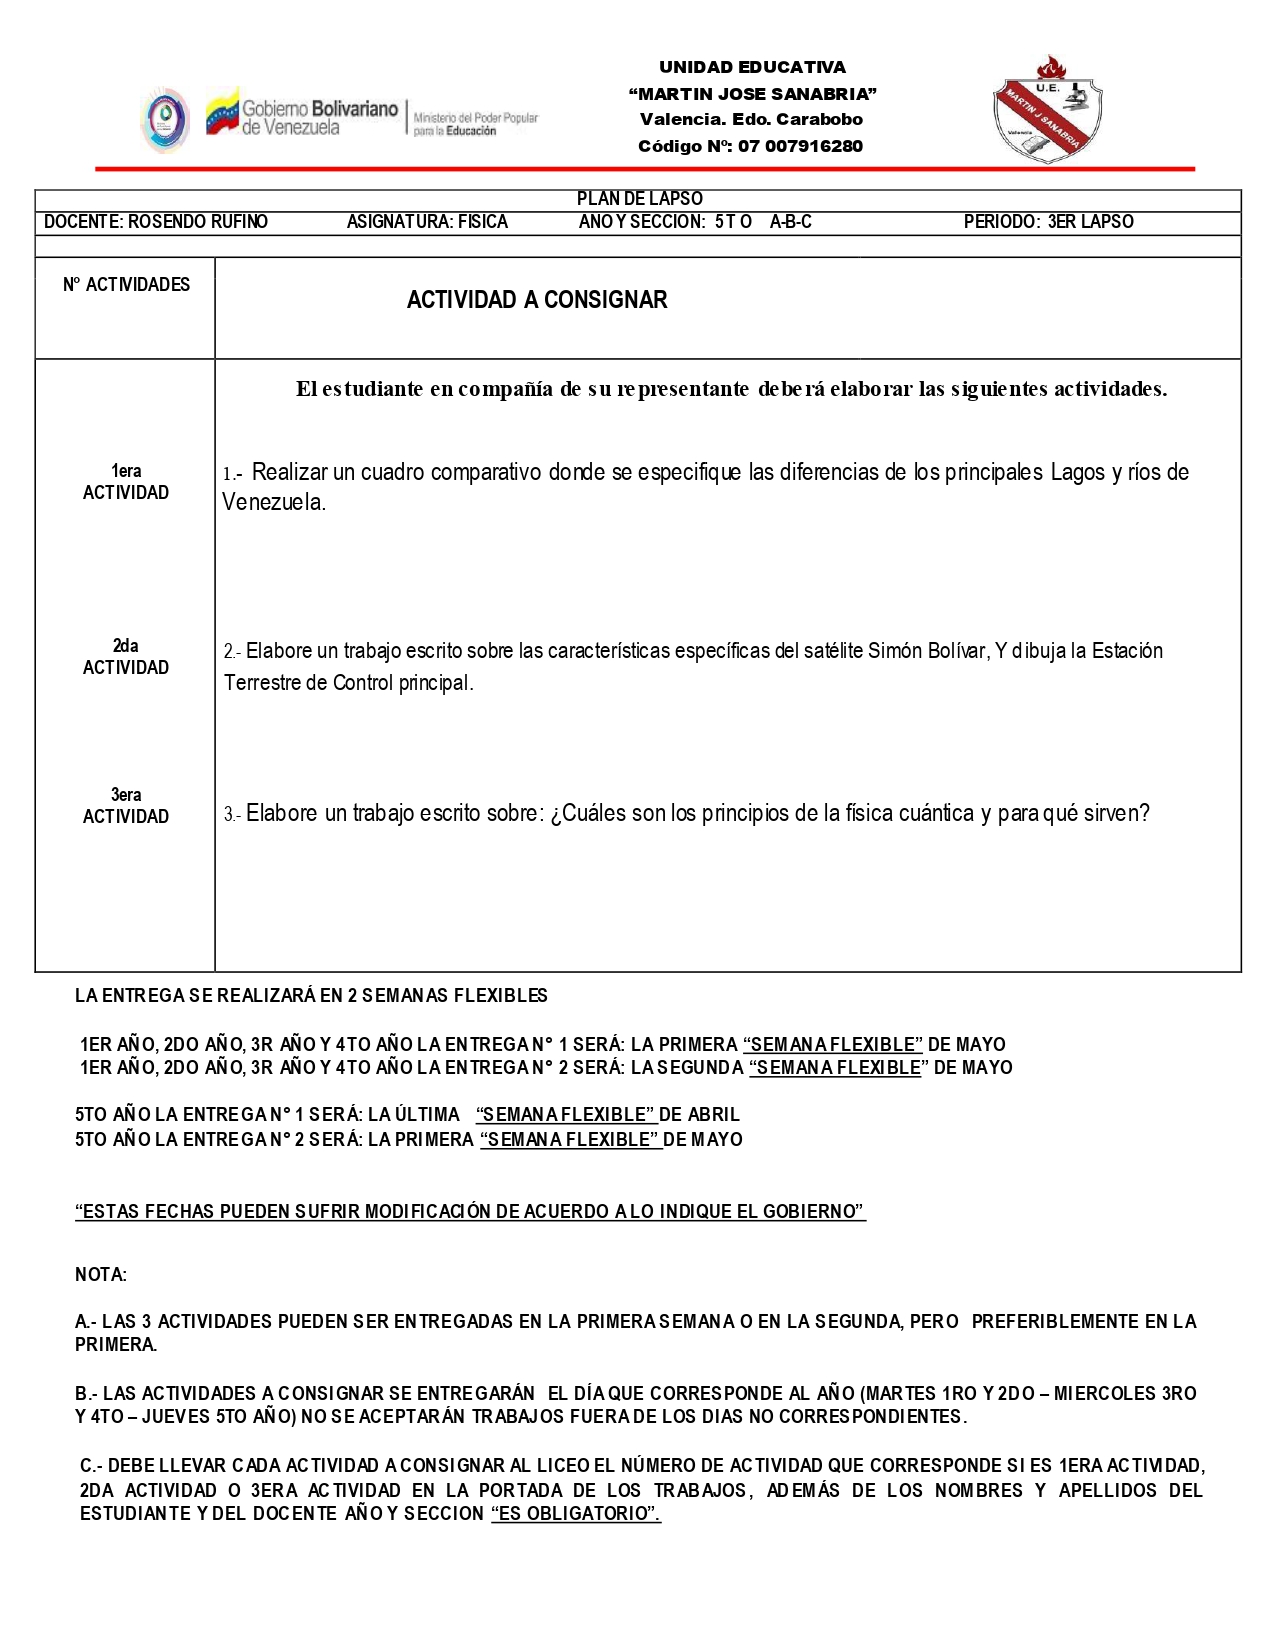 UNIDAD EDUCATIVA
“MARTIN JOSE SANABRIA”
Valencia. Edo. Carabobo
Código Nº: 07 007916280
Gobierno Bolivariano
de Venezuela
Ministerio del Poder Popular
para la Educación
U.E.
MARTIN J SANABRIA
Valencia
PLAN DE LAPSO
DOCENTE: ROSENDO RUFINO ASIGNATURA: FISICA ANO Y SECCION: 5T O A-B-C PERIODO: 3ER LAPSO
Nº ACTIVIDADES
ACTIVIDAD A CONSIGNAR
El estudiante en compañía de su representante deberá elaborar las siguientes actividades.
1era
ACTIVIDAD
1.- Realizar un cuadro comparativo donde se especifique las diferencias de los principales Lagos y ríos de
Venezuela.
2da
ACTIVIDAD
2.- Elabore un trabajo escrito sobre las características específicas del satélite Simón Bolívar, Y dibuja la Estación
Terrestre de Control principal.
3era
ACTIVIDAD
3.- Elabore un trabajo escrito sobre: ¿Cuáles son los principios de la física cuántica y para qué sirven?
LA ENTREGA SE REALIZARÁ EN 2 SEMANAS FLEXIBLES
1ER AÑO, 2DO AÑO, 3R AÑO Y 4TO AÑO LA ENTREGA N° 1 SERÁ: LA PRIMERA “SEMANA FLEXIBLE” DE MAYO
1ER AÑO, 2DO AÑO, 3R AÑO Y 4TO AÑO LA ENTREGA N° 2 SERÁ: LA SEGUNDA “SEMANA FLEXIBLE” DE MAYO
5TO AÑO LA ENTREGA N° 1 SERÁ: LA ÚLTIMA “SEMANA FLEXIBLE” DE ABRIL
5TO AÑO LA ENTREGA N° 2 SERÁ: LA PRIMERA “SEMANA FLEXIBLE” DE MAYO
“ESTAS FECHAS PUEDEN SUFRIR MODIFICACIÓN DE ACUERDO A LO INDIQUE EL GOBIERNO”
NOTA:
A.- LAS 3 ACTIVIDADES PUEDEN SER ENTREGADAS EN LA PRIMERA SEMANA O EN LA SEGUNDA, PERO PREFERIBLEMENTE EN LA
PRIMERA.
B.- LAS ACTIVIDADES A CONSIGNAR SE ENTREGARÁN EL DÍA QUE CORRESPONDE AL AÑO (MARTES 1RO Y 2DO – MIERCOLES 3RO
Y 4TO – JUEVES 5TO AÑO) NO SE ACEPTARÁN TRABAJOS FUERA DE LOS DIAS NO CORRESPONDIENTES.
C.- DEBE LLEVAR CADA ACTIVIDAD A CONSIGNAR AL LICEO EL NÚMERO DE ACTIVIDAD QUE CORRESPONDE SI ES 1ERA ACTIVIDAD,
2DA ACTIVIDAD O 3ERA ACTIVIDAD EN LA PORTADA DE LOS TRABAJOS, ADEMÁS DE LOS NOMBRES Y APELLIDOS DEL
ESTUDIANTE Y DEL DOCENTE AÑO Y SECCION “ES OBLIGATORIO”.